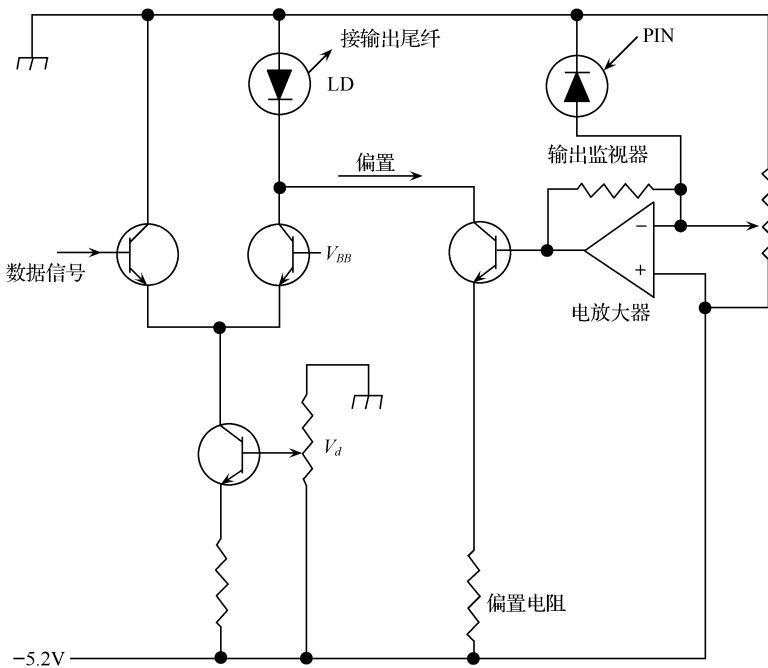 接输出尾纤
PIN
LD
偏置
输出监视器
数据信号
V_BB
电放大器
V_d
偏置电阻
−5.2V